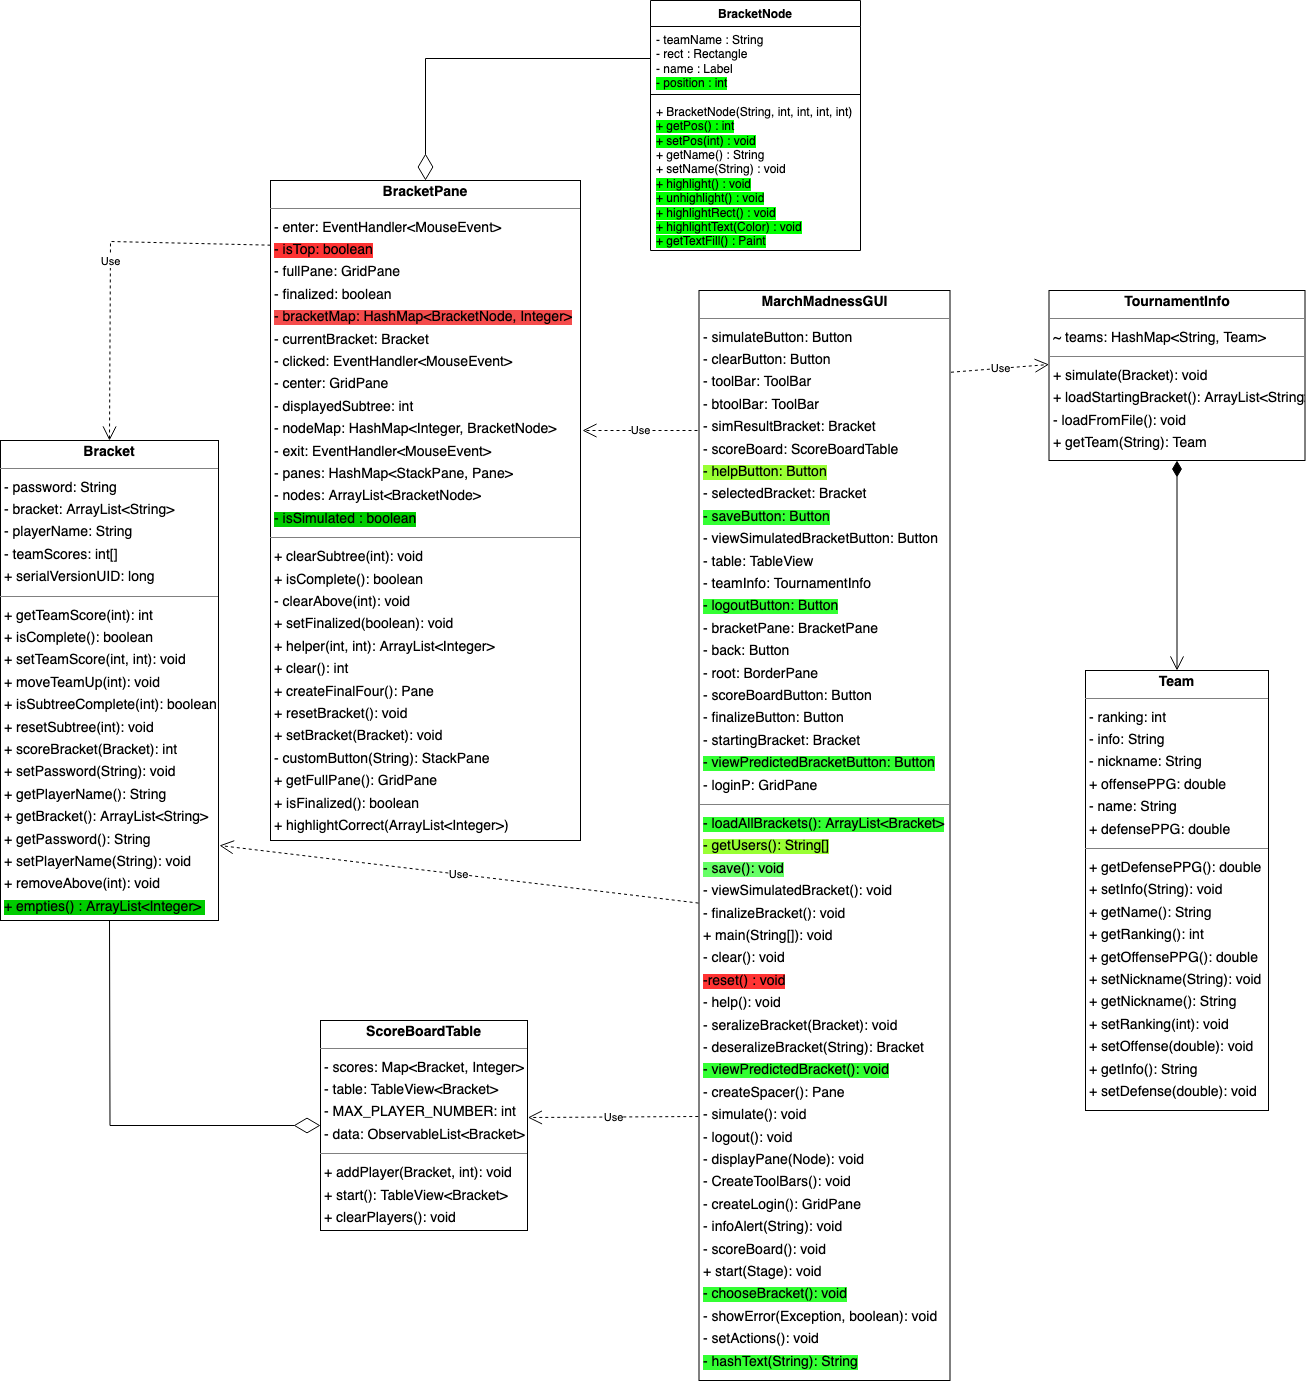 BracketNode
- teamName : String
- rect : Rectangle
- name : Label
- position : int
+ BracketNode(String, int, int, int, int)
+ getPos() : int
+ setPos(int) : void
+ getName() : String
+ setName(String) : void
+ highlight() : void
+ unhighlight() : void
+ highlightRect() : void
+ highlightText(Color) : void
+ getTextFill() : Paint
BracketPane
- enter: EventHandler<MouseEvent>
- isTop: boolean
- fullPane: GridPane
- finalized: boolean
- bracketMap: HashMap<BracketNode, Integer>
- currentBracket: Bracket
- clicked: EventHandler<MouseEvent>
- center: GridPane
- displayedSubtree: int
- nodeMap: HashMap<Integer, BracketNode>
- exit: EventHandler<MouseEvent>
- panes: HashMap<StackPane, Pane>
- nodes: ArrayList<BracketNode>
- isSimulated : boolean
+ clearSubtree(int): void
+ isComplete(): boolean
- clearAbove(int): void
+ setFinalized(boolean): void
+ helper(int, int): ArrayList<Integer>
+ clear(): int
+ createFinalFour(): Pane
+ resetBracket(): void
+ setBracket(Bracket): void
- customButton(String): StackPane
+ getFullPane(): GridPane
+ isFinalized(): boolean
+ highlightCorrect(ArrayList<Integer>)
Use
Bracket
- password: String
- bracket: ArrayList<String>
- playerName: String
- teamScores: int[]
+ serialVersionUID: long
+ getTeamScore(int): int
+ isComplete(): boolean
+ setTeamScore(int, int): void
+ moveTeamUp(int): void
+ isSubtreeComplete(int): boolean
+ resetSubtree(int): void
+ scoreBracket(Bracket): int
+ setPassword(String): void
+ getPlayerName(): String
+ getBracket(): ArrayList<String>
+ getPassword(): String
+ setPlayerName(String): void
+ removeAbove(int): void
+ empties() : ArrayList<Integer>
Use
Use
Use
Use
MarchMadnessGUI
- simulateButton: Button
- clearButton: Button
- toolBar: ToolBar
- btoolBar: ToolBar
- simResultBracket: Bracket
- scoreBoard: ScoreBoardTable
- helpButton: Button
- selectedBracket: Bracket
- saveButton: Button
- viewSimulatedBracketButton: Button
- table: TableView
- teamInfo: TournamentInfo
- logoutButton: Button
- bracketPane: BracketPane
- back: Button
- root: BorderPane
- scoreBoardButton: Button
- finalizeButton: Button
- startingBracket: Bracket
- viewPredictedBracketButton: Button
- loginP: GridPane
- loadAllBrackets(): ArrayList<Bracket>
- getUsers(): String[]
- save(): void
- viewSimulatedBracket(): void
- finalizeBracket(): void
+ main(String[]): void
- clear(): void
-reset() : void
- help(): void
- seralizeBracket(Bracket): void
- deseralizeBracket(String): Bracket
- viewPredictedBracket(): void
- createSpacer(): Pane
- simulate(): void
- logout(): void
- displayPane(Node): void
- CreateToolBars(): void
- createLogin(): GridPane
- infoAlert(String): void
- scoreBoard(): void
+ start(Stage): void
- chooseBracket(): void
- showError(Exception, boolean): void
- setActions(): void
- hashText(String): String
TournamentInfo
~ teams: HashMap<String, Team>
+ simulate(Bracket): void
+ loadStartingBracket(): ArrayList<String
- loadFromFile(): void
+ getTeam(String): Team
Team
- ranking: int
- info: String
- nickname: String
+ offensePPG: double
- name: String
+ defensePPG: double
+ getDefensePPG(): double
+ setInfo(String): void
+ getName(): String
+ getRanking(): int
+ getOffensePPG(): double
+ setNickname(String): void
+ getNickname(): String
+ setRanking(int): void
+ setOffense(double): void
+ getInfo(): String
+ setDefense(double): void
ScoreBoardTable
- scores: Map<Bracket, Integer>
- table: TableView<Bracket>
- MAX_PLAYER_NUMBER: int
- data: ObservableList<Bracket>
+ addPlayer(Bracket, int): void
+ start(): TableView<Bracket>
+ clearPlayers(): void